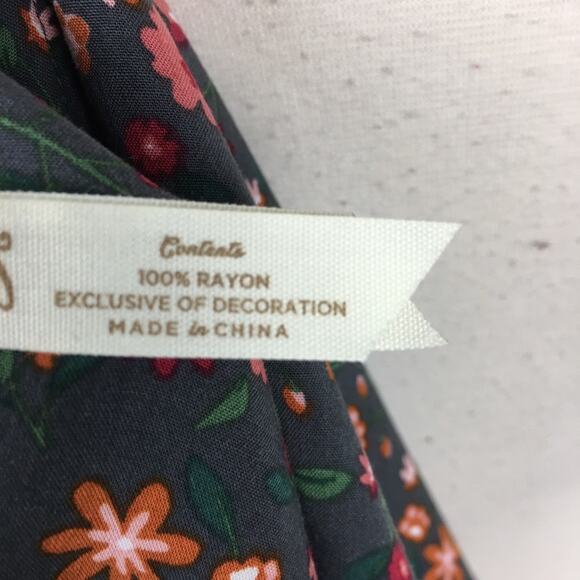 Contents
100% RAYON
EXCLUSIVE OF DECORATION
MADE in CHINA